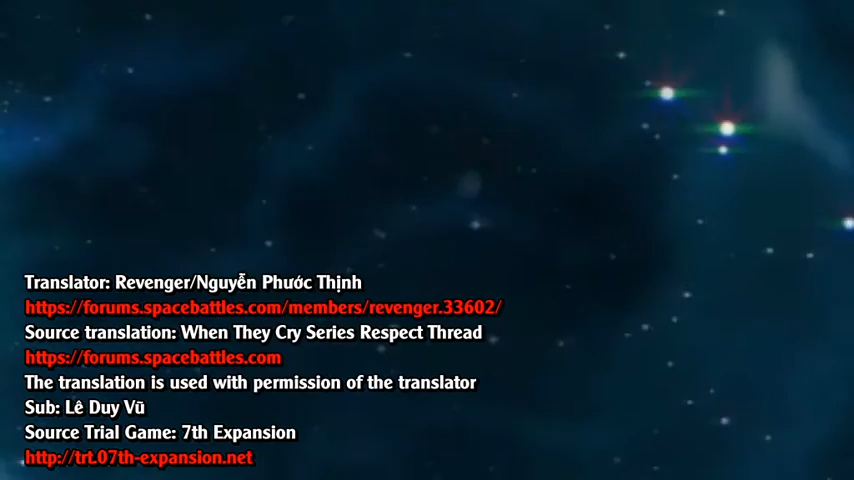 Translator: Revenger/Nguyễn Phước Thịnh
https://forums.spacebattles.com/members/revenger.33602/
Source translation: When They Cry Series Respect Thread
https://forums.spacebattles.com
The translation is used with permission of the translator
Sub: Lê Duy Vũ
Source Trial Game: 7th Expansion
http://trt.07th-expansion.net